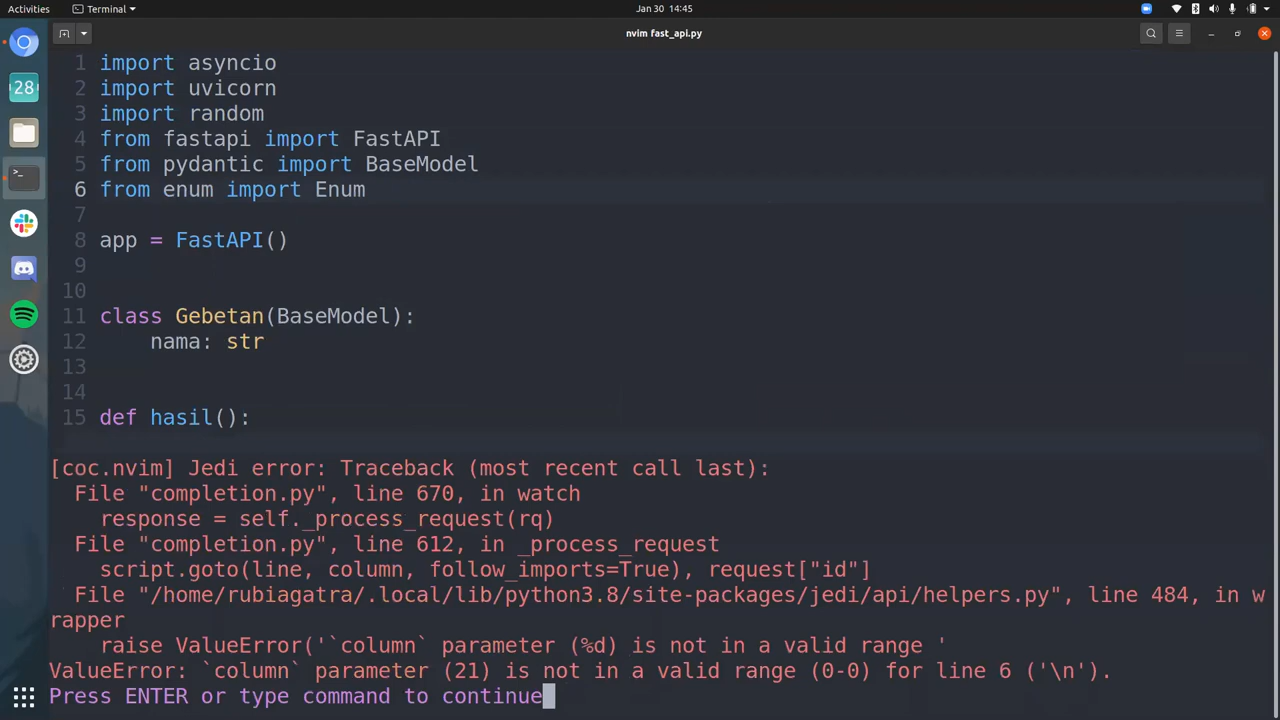 Activities
Terminal
Jan 30 14:45
nvim fast_api.py
28
1 import asyncio
2 import uvicorn
3 import random
4 from fastapi import FastAPI
5 from pydantic import BaseModel
6 from enum import Enum
7
8 app = FastAPI()
9
10
11 class Gebetan(BaseModel):
12     nama: str
13
14
15 def hasil():
[coc.nvim] Jedi error: Traceback (most recent call last):
  File "completion.py", line 670, in watch
    response = self._process_request(rq)
  File "completion.py", line 612, in _process_request
    script.goto(line, column, follow_imports=True), request["id"]
  File "/home/rubiagatra/.local/lib/python3.8/site-packages/jedi/api/helpers.py", line 484, in w
rapper
    raise ValueError('`column` parameter (%d) is not in a valid range '
ValueError: `column` parameter (21) is not in a valid range (0-0) for line 6 ('\n').
Press ENTER or type command to continue